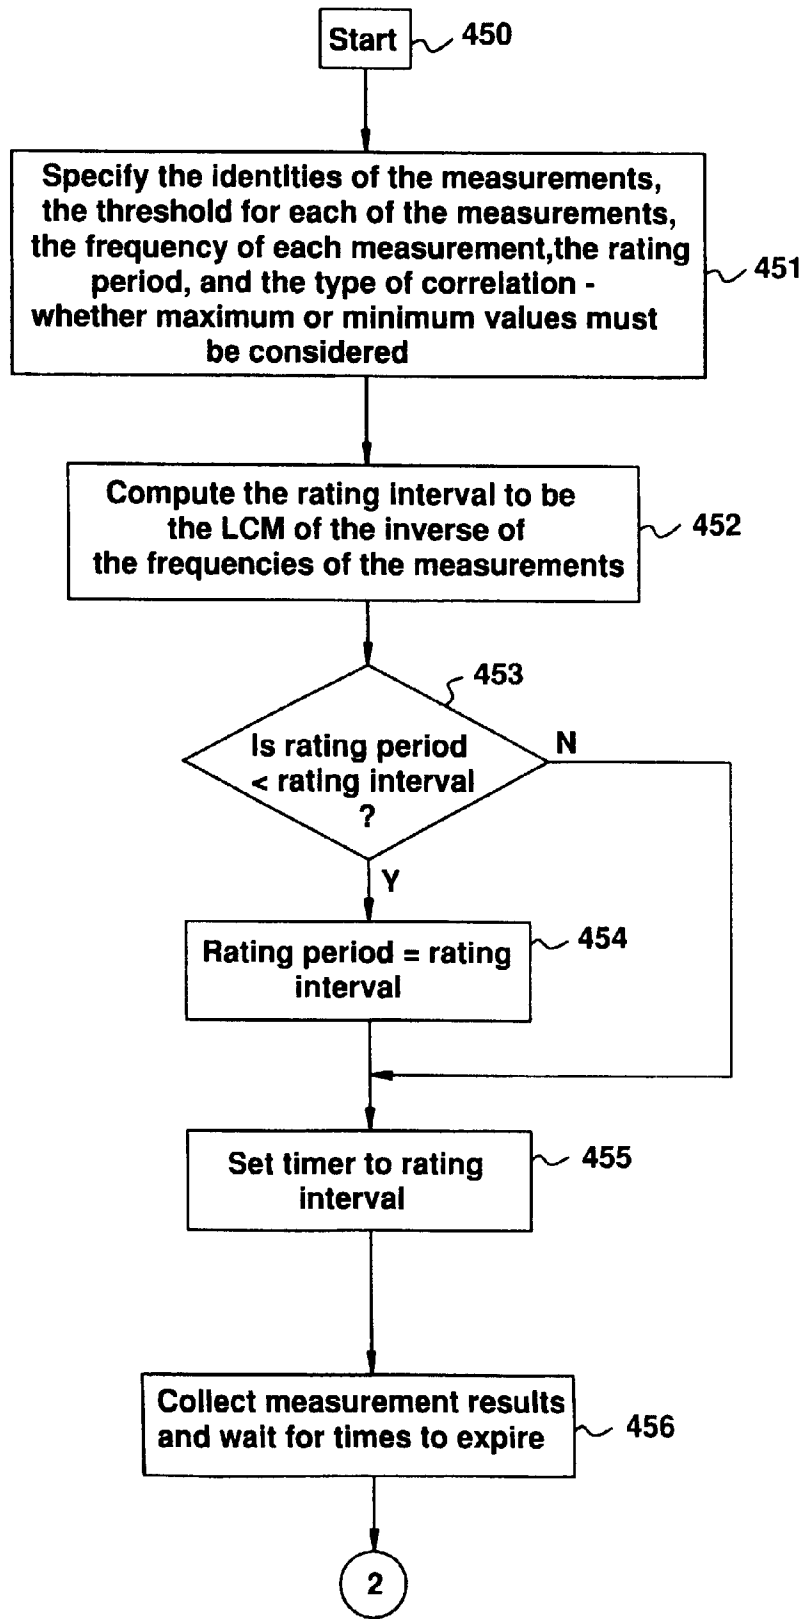 Start
450
Specify the identities of the measurements,
the threshold for each of the measurements,
the frequency of each measurement,the rating
period, and the type of correlation -
whether maximum or minimum values must
be considered
451
Compute the rating interval to be
the LCM of the inverse of
the frequencies of the measurements
452
453
Is rating period
< rating interval
?
N
Y
Rating period = rating
interval
454
Set timer to rating
interval
455
Collect measurement results
and wait for times to expire
456
2